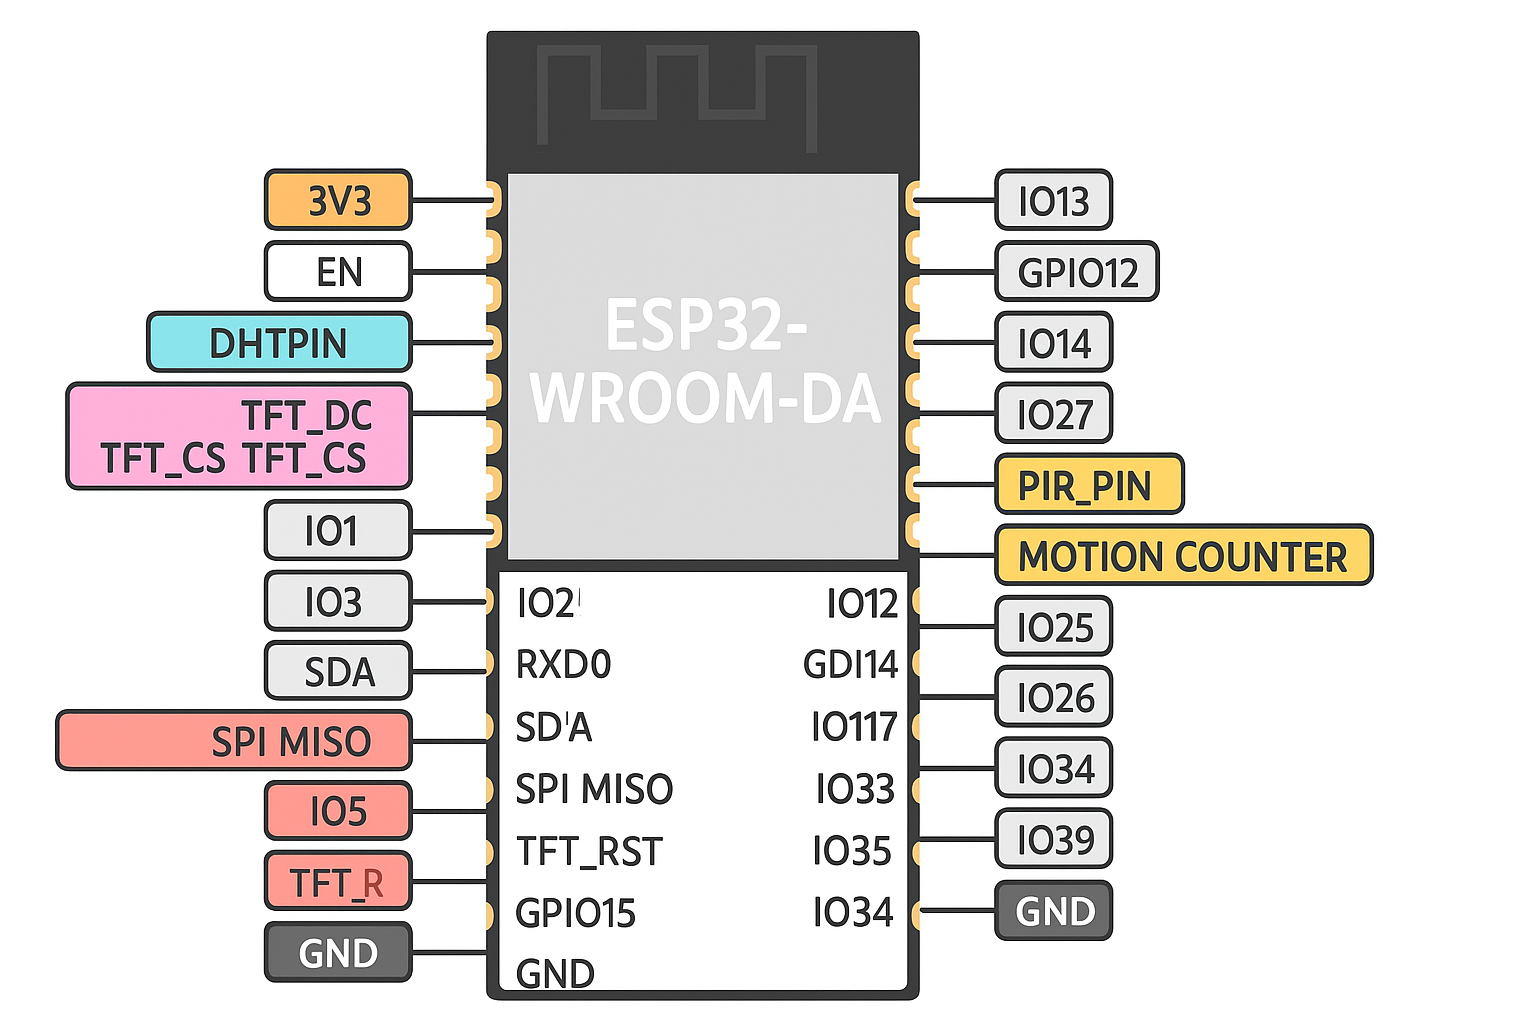 3V3
EN
DHTPIN
TFT_DC
TFT_CS TFT_CS
IO1
IO3
SDA
SPI MISO
IO5
TFT_R
GND
ESP32-
WROOM-DA
IO2
RXD0
SD'A
SPI MISO
TFT_RST
GPIO15
GND
IO12
GDI14
IO117
IO33
IO35
IO34
IO13
GPIO12
IO14
IO27
PIR_PIN
MOTION COUNTER
IO25
IO26
IO34
IO39
GND